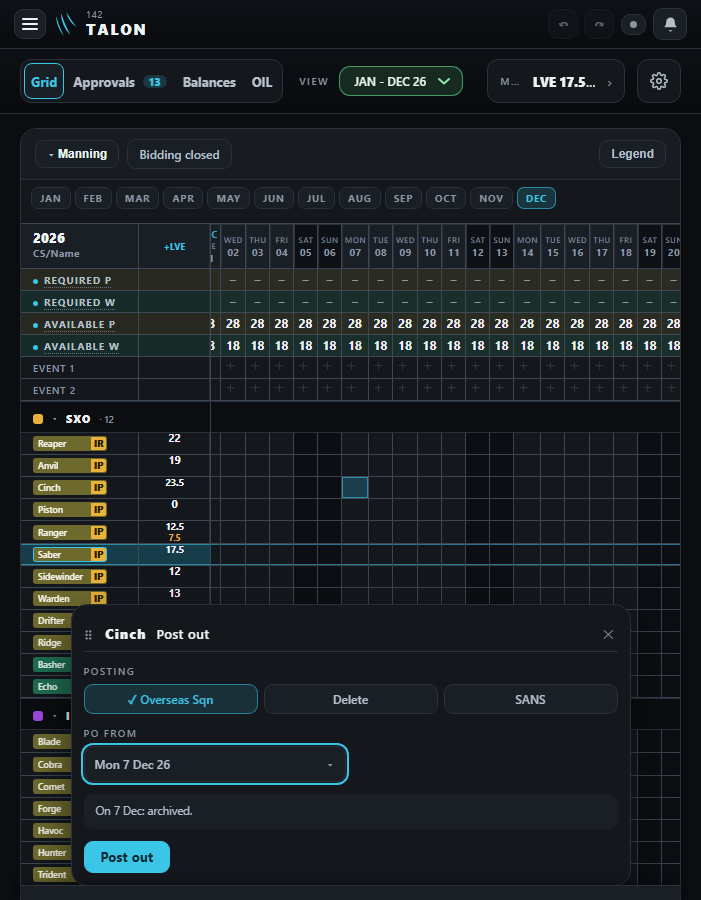 142
TALON
Grid Approvals 13 Balances OIL VIEW JAN - DEC 26 M... LVE 17.5... ›
Manning Bidding closed Legend
JAN FEB MAR APR MAY JUN JUL AUG SEP OCT NOV DEC
2026
CS/Name
+LVE
WED THU FRI SAT SUN MON TUE WED THU FRI SAT SUN MON TUE WED THU FRI SAT SUN
02 03 04 05 06 07 08 09 10 11 12 13 14 15 16 17 18 19 20
REQUIRED P – – – – – – – – – – – – – – – – – – –
REQUIRED W – – – – – – – – – – – – – – – – – – –
AVAILABLE P 28 28 28 28 28 28 28 28 28 28 28 28 28 28 28 28 28 28 28
AVAILABLE W 18 18 18 18 18 18 18 18 18 18 18 18 18 18 18 18 18 18 18
EVENT 1 + + + + + + + + + + + + + + + + + + +
EVENT 2 + + + + + + + + + + + + + + + + + + +
SXO · 12
Reaper IR 22
Anvil IP 19
Cinch IP 23.5
Piston IP 0
Ranger IP 12.5
7.5
Saber IP 17.5
Sidewinder IP 12
Warden IP 13
Drifter
Ridge
Basher
Echo
Blade
Cobra
Comet
Forge
Havoc
Hunter
Trident
Cinch Post out
POSTING
✓ Overseas Sqn Delete SANS
PO FROM
Mon 7 Dec 26
On 7 Dec: archived.
Post out